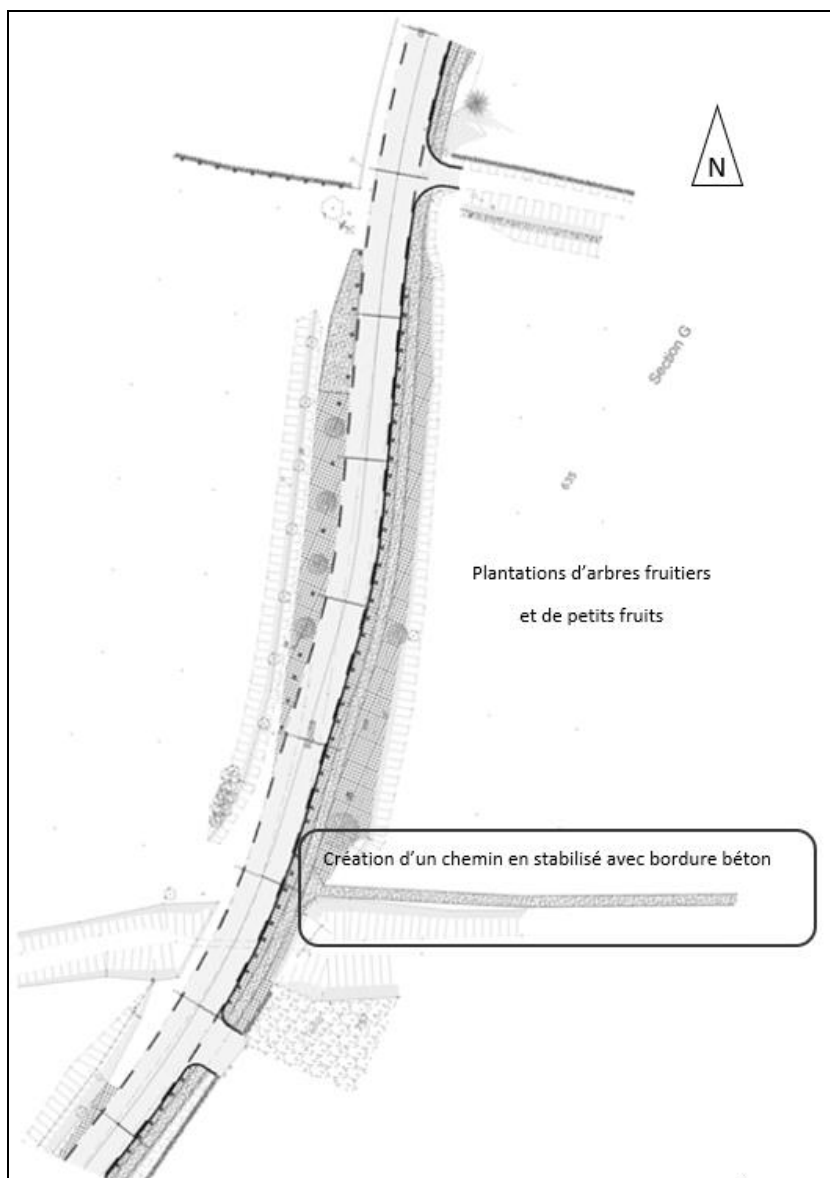 N
Section G
635
Plantations d'arbres fruitiers
et de petits fruits
Création d'un chemin en stabilisé avec bordure béton